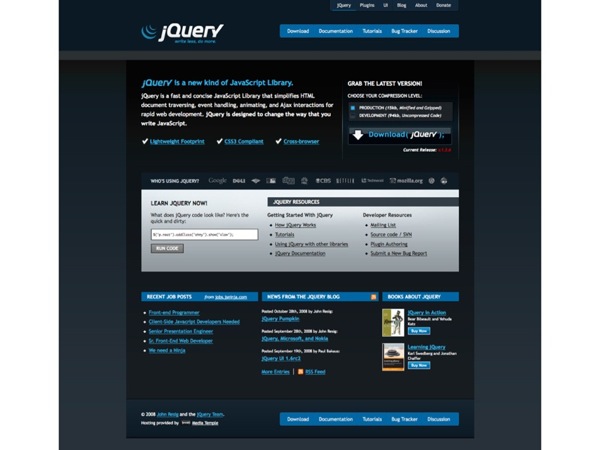 jQuery Plugins UI Blog About Donate
jQuery
write less, do more.
Download Documentation Tutorials Bug Tracker Discussion
jQuery is a new kind of JavaScript Library.
jQuery is a fast and concise JavaScript Library that simplifies HTML
document traversing, event handling, animating, and Ajax interactions for
rapid web development. jQuery is designed to change the way that you
write JavaScript.
Lightweight Footprint CSS3 Compliant Cross-browser
GRAB THE LATEST VERSION!
CHOOSE YOUR COMPRESSION LEVEL:
PRODUCTION (15kb, Minified and Gzipped)
DEVELOPMENT (94kb, Uncompressed Code)
Download( jQuery );
Current Release:
WHO'S USING JQUERY? Google DELL CBS mozilla.org
LEARN JQUERY NOW!
What does jQuery code look like? Here's the
quick and dirty:
$("p.neat").addClass("ohmy").show("slow");
RUN CODE
JQUERY RESOURCES
Getting Started With jQuery
How jQuery Works
Tutorials
Using jQuery with other libraries
jQuery Documentation
Developer Resources
Mailing List
Source code / SVN
Plugin Authoring
Submit a New Bug Report
RECENT JOB POSTS from jobs.jsninja.com
Front-end Programmer
Client-Side Javscript Developers Needed
Senior Presentation Engineer
Sr. Front-End Web Developer
We need a Ninja
NEWS FROM THE JQUERY BLOG
Posted October 28th, 2008 by John Resig:
jQuery Pumpkin
Posted September 28th, 2008 by John Resig:
jQuery, Microsoft, and Nokia
Posted September 19th, 2008 by Paul Bakaus:
jQuery UI 1.6rc2
More Entries RSS Feed
BOOKS ABOUT JQUERY
jQuery in Action
Bear Bibeault and Yehuda
Katz
Buy Now
Learning jQuery
Karl Swedberg and Jonathan
Chaffer
Buy Now
© 2008 John Resig and the jQuery Team.
Hosting provided by Media Temple
Download Documentation Tutorials Bug Tracker Discussion